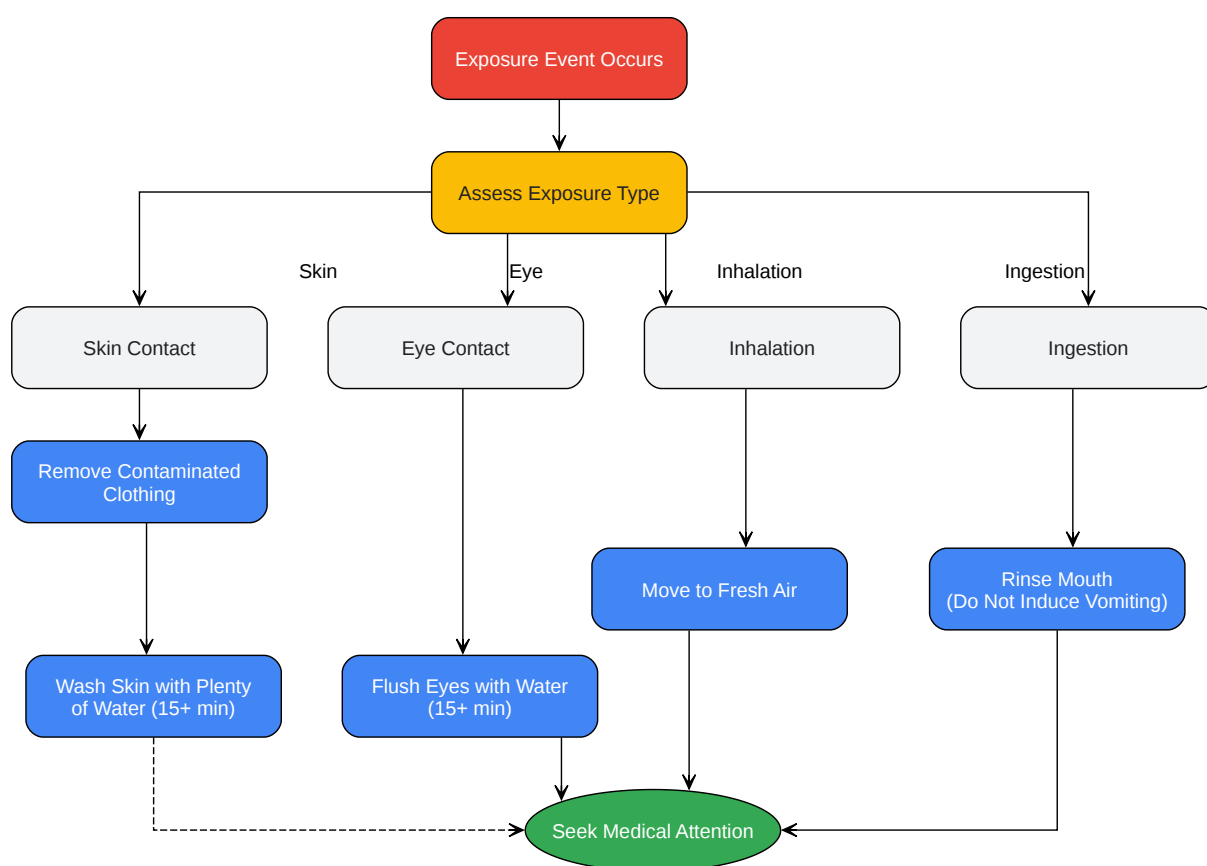 Exposure Event Occurs
Assess Exposure Type
Skin
Eye
Inhalation
Ingestion
Skin Contact
Eye Contact
Inhalation
Ingestion
Remove Contaminated
Clothing
Move to Fresh Air
Rinse Mouth
(Do Not Induce Vomiting)
Wash Skin with Plenty
of Water (15+ min)
Flush Eyes with Water
(15+ min)
Seek Medical Attention